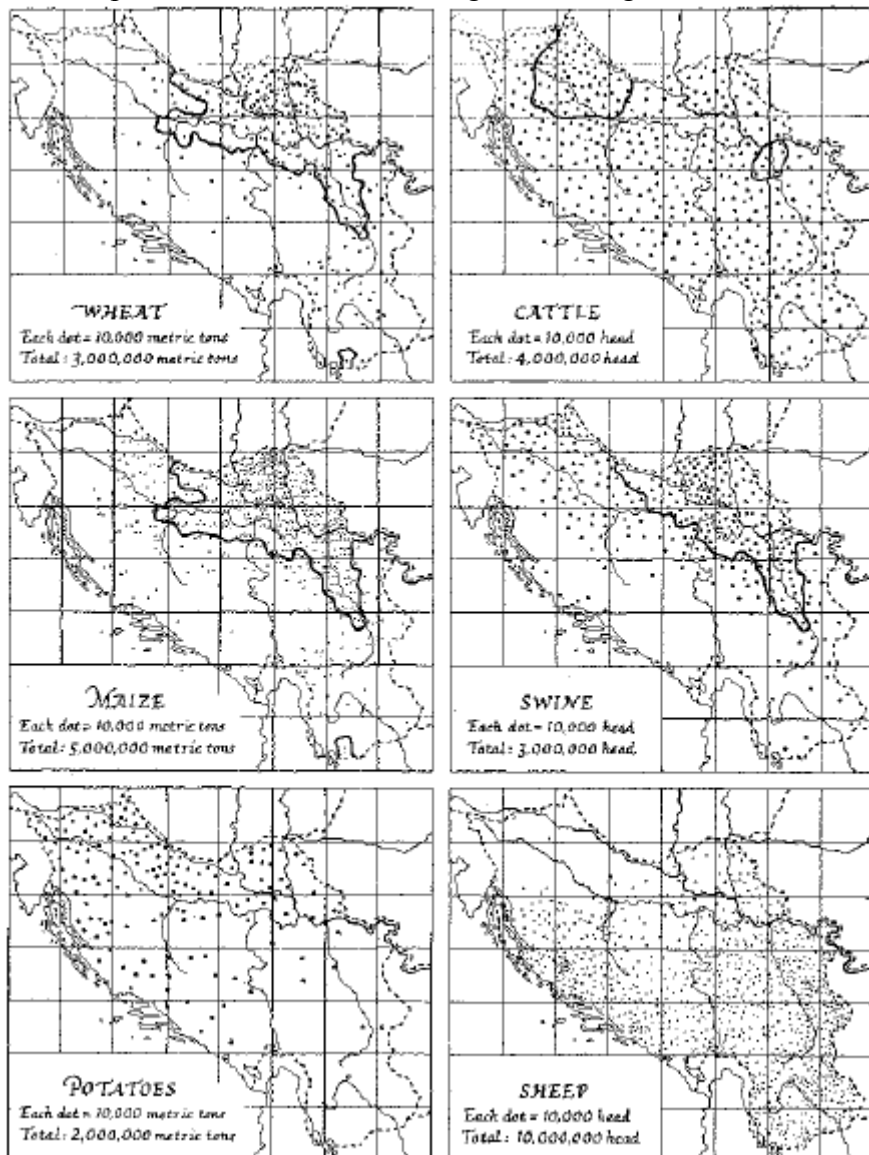 WHEAT
Each dot = 10,000 metric tons
Total: 3,000,000 metric tons
CATTLE
Each dot = 10,000 head
Total: 4,000,000 head
MAIZE
Each dot = 10,000 metric tons
Total: 5,000,000 metric tons
SWINE
Each dot = 10,000 head
Total: 3,000,000 head.
POTATOES
Each dot = 10,000 metric tons
Total: 2,000,000 metric tons
SHEEP
Each dot = 10,000 head
Total: 10,000,000 head